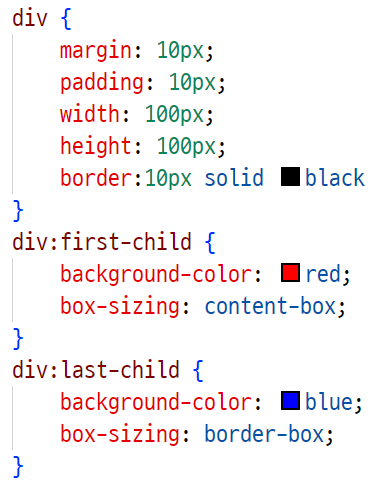 div {
    margin: 10px;
    padding: 10px;
    width: 100px;
    height: 100px;
    border:10px solid black
}
div:first-child {
    background-color: red;
    box-sizing: content-box;
}
div:last-child {
    background-color: blue;
    box-sizing: border-box;
}